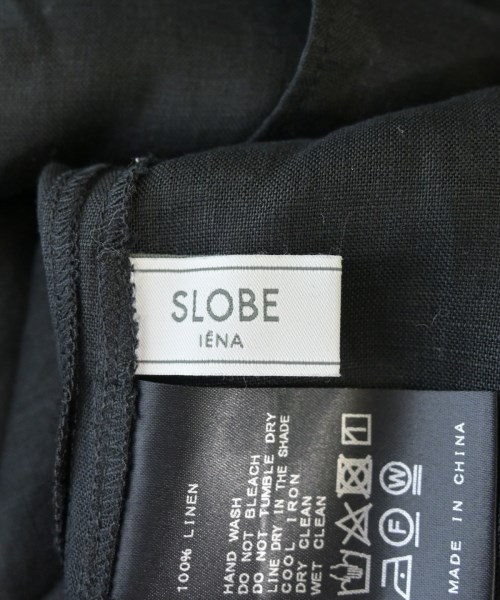 SLOBE
IÉNA
100% LINEN
HAND WASH
DO NOT BLEACH
DO NOT TUMBLE DRY
LINE DRY IN THE SHADE
COOL IRON
DRY CLEAN
WET CLEAN
F
W
MADE IN CHINA